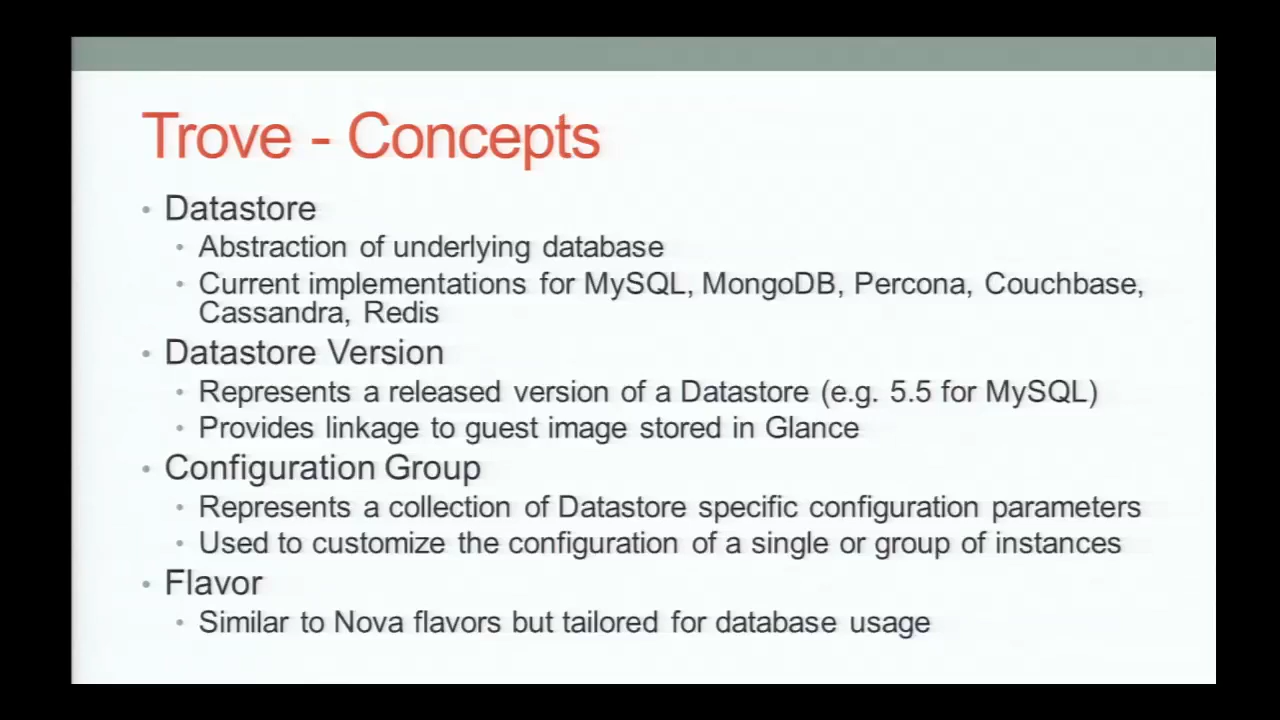 Trove - Concepts
• Datastore
• Abstraction of underlying database
• Current implementations for MySQL, MongoDB, Percona, Couchbase,
Cassandra, Redis
• Datastore Version
• Represents a released version of a Datastore (e.g. 5.5 for MySQL)
• Provides linkage to guest image stored in Glance
• Configuration Group
• Represents a collection of Datastore specific configuration parameters
• Used to customize the configuration of a single or group of instances
• Flavor
• Similar to Nova flavors but tailored for database usage